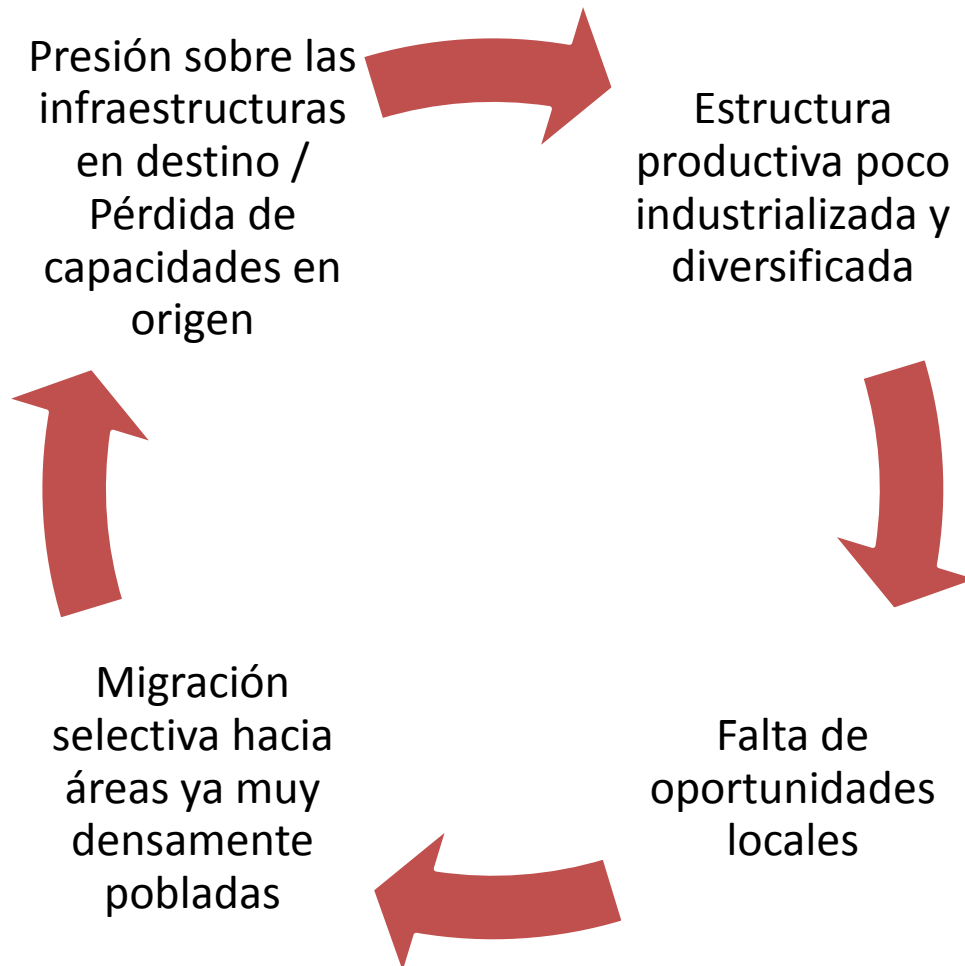 Presión sobre las
infraestructuras
en destino /
Pérdida de
capacidades en
origen
Estructura
productiva poco
industrializada y
diversificada
Falta de
oportunidades
locales
Migración
selectiva hacia
áreas ya muy
densamente
pobladas